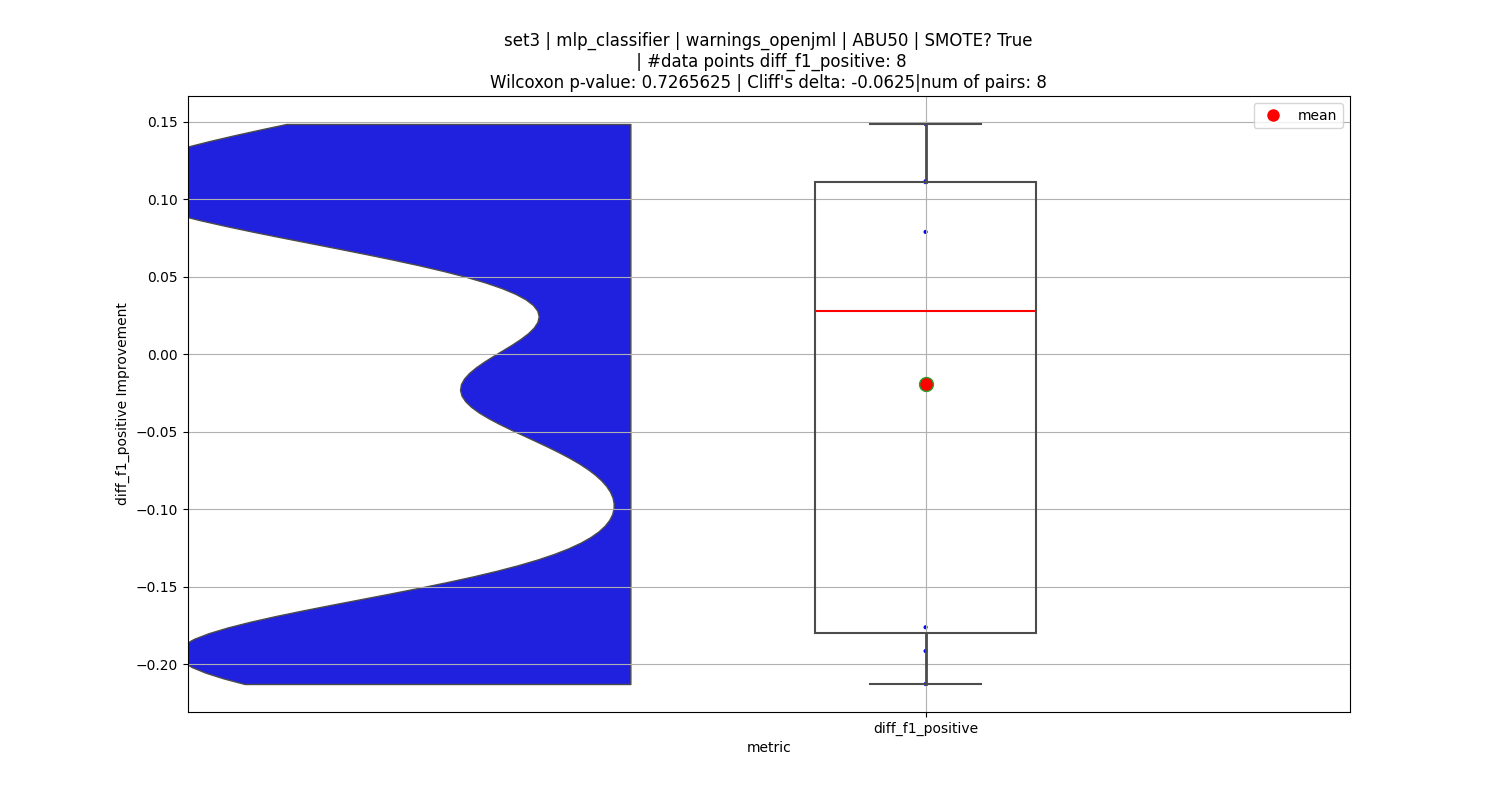 set3 | mlp_classifier | warnings_openjml | ABU50 | SMOTE? True
| #data points diff_f1_positive: 8
Wilcoxon p-value: 0.7265625 | Cliff's delta: -0.0625|num of pairs: 8
mean
0.15
0.10
0.05
0.00
−0.05
−0.10
−0.15
−0.20
diff_f1_positive Improvement
diff_f1_positive
metric